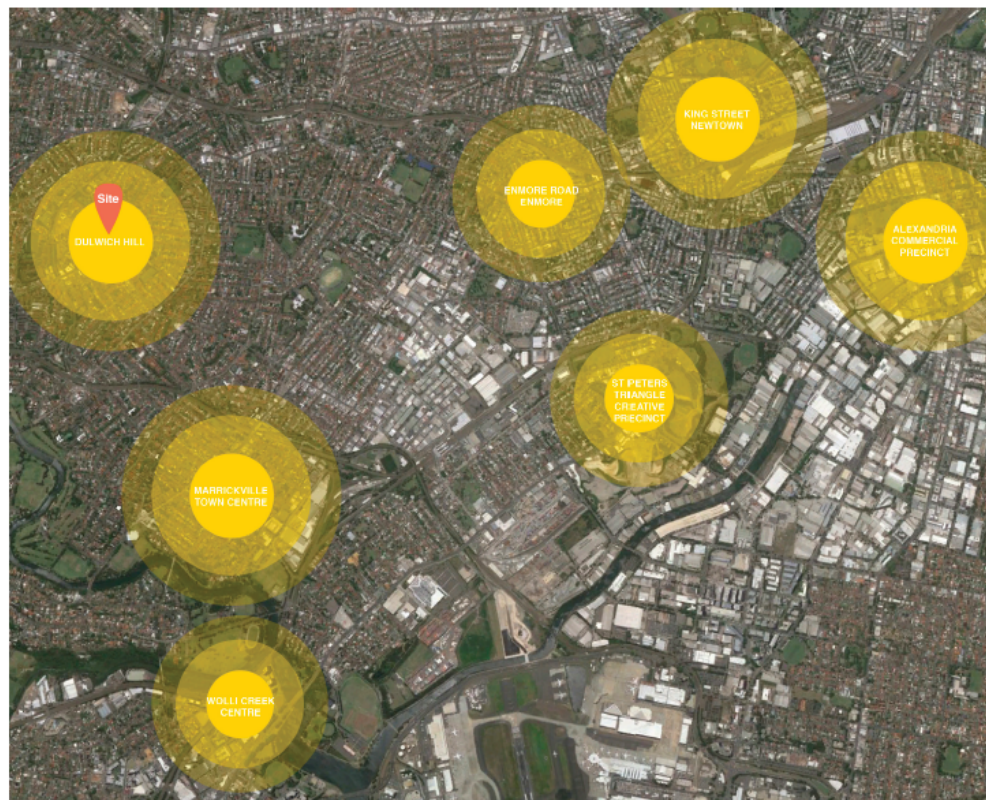 KING STREET
NEWTOWN
ENMORE ROAD
ENMORE
Site
DULWICH HILL
ALEXANDRIA
COMMERCIAL
PRECINCT
ST PETERS
TRIANGLE
CREATIVE
PRECINCT
MARRICKVILLE
TOWN CENTRE
WOLLI CREEK
CENTRE